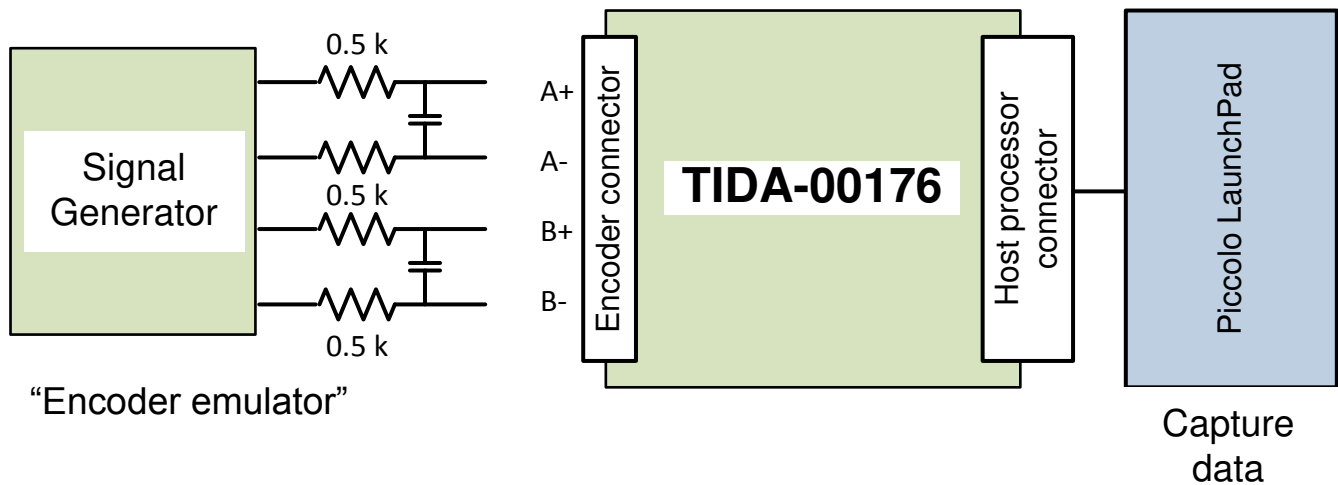 Signal
Generator
0.5 k
0.5 k
0.5 k
A+
A-
B+
B-
Encoder connector
TIDA-00176
Host processor
connector
Piccolo LaunchPad
“Encoder emulator”
Capture
data